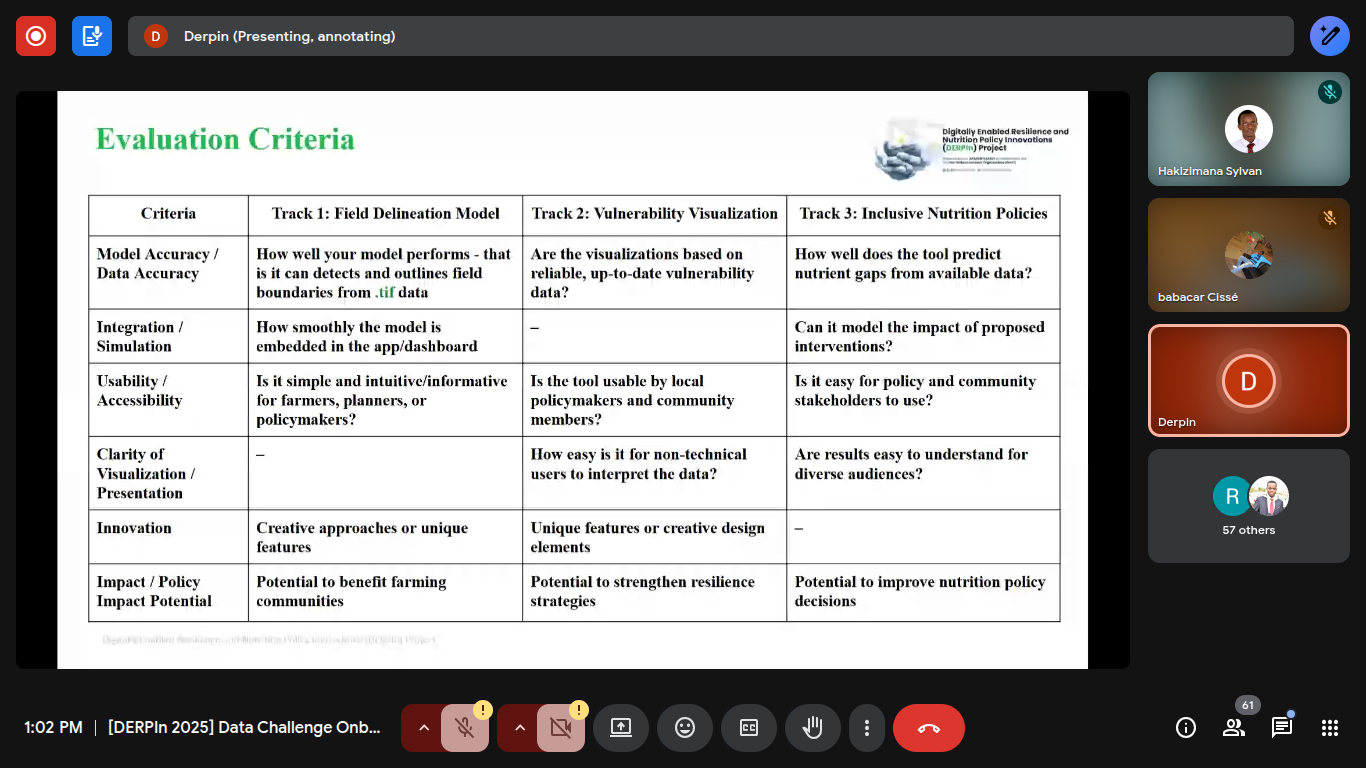 D Derpin (Presenting, annotating)
Evaluation Criteria
Digitally Enabled Resilience and
Nutrition Policy Innovations
(DERPIn) Project
Criteria
Track 1: Field Delineation Model
Track 2: Vulnerability Visualization
Track 3: Inclusive Nutrition Policies
Model Accuracy /
Data Accuracy
How well your model performs - that
is it can detects and outlines field
boundaries from .tif data
Are the visualizations based on
reliable, up-to-date vulnerability
data?
How well does the tool predict
nutrient gaps from available data?
Integration /
Simulation
How smoothly the model is
embedded in the app/dashboard
–
Can it model the impact of proposed
interventions?
Usability /
Accessibility
Is it simple and intuitive/informative
for farmers, planners, or
policymakers?
Is the tool usable by local
policymakers and community
members?
Is it easy for policy and community
stakeholders to use?
Clarity of
Visualization /
Presentation
–
How easy is it for non-technical
users to interpret the data?
Are results easy to understand for
diverse audiences?
Innovation
Creative approaches or unique
features
Unique features or creative design
elements
–
Impact / Policy
Impact Potential
Potential to benefit farming
communities
Potential to strengthen resilience
strategies
Potential to improve nutrition policy
decisions
Hakizimana Sylvan
babacar Cissé
D
Derpin
R
57 others
1:02 PM | [DERPIn 2025] Data Challenge Onb...
CC
61